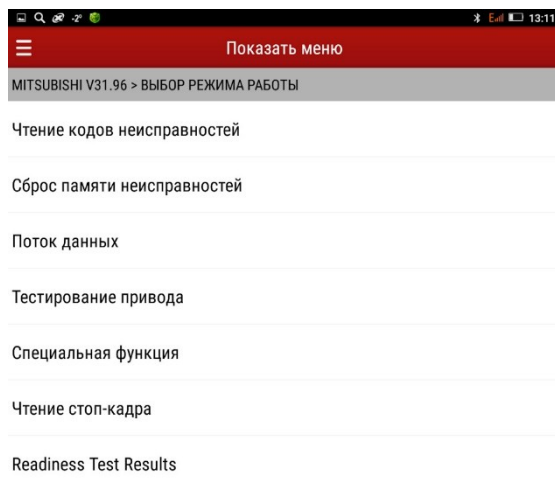 -2° E 13:11
Показать меню
MITSUBISHI V31.96 > ВЫБОР РЕЖИМА РАБОТЫ
Чтение кодов неисправностей
Сброс памяти неисправностей
Поток данных
Тестирование привода
Специальная функция
Чтение стоп-кадра
Readiness Test Results